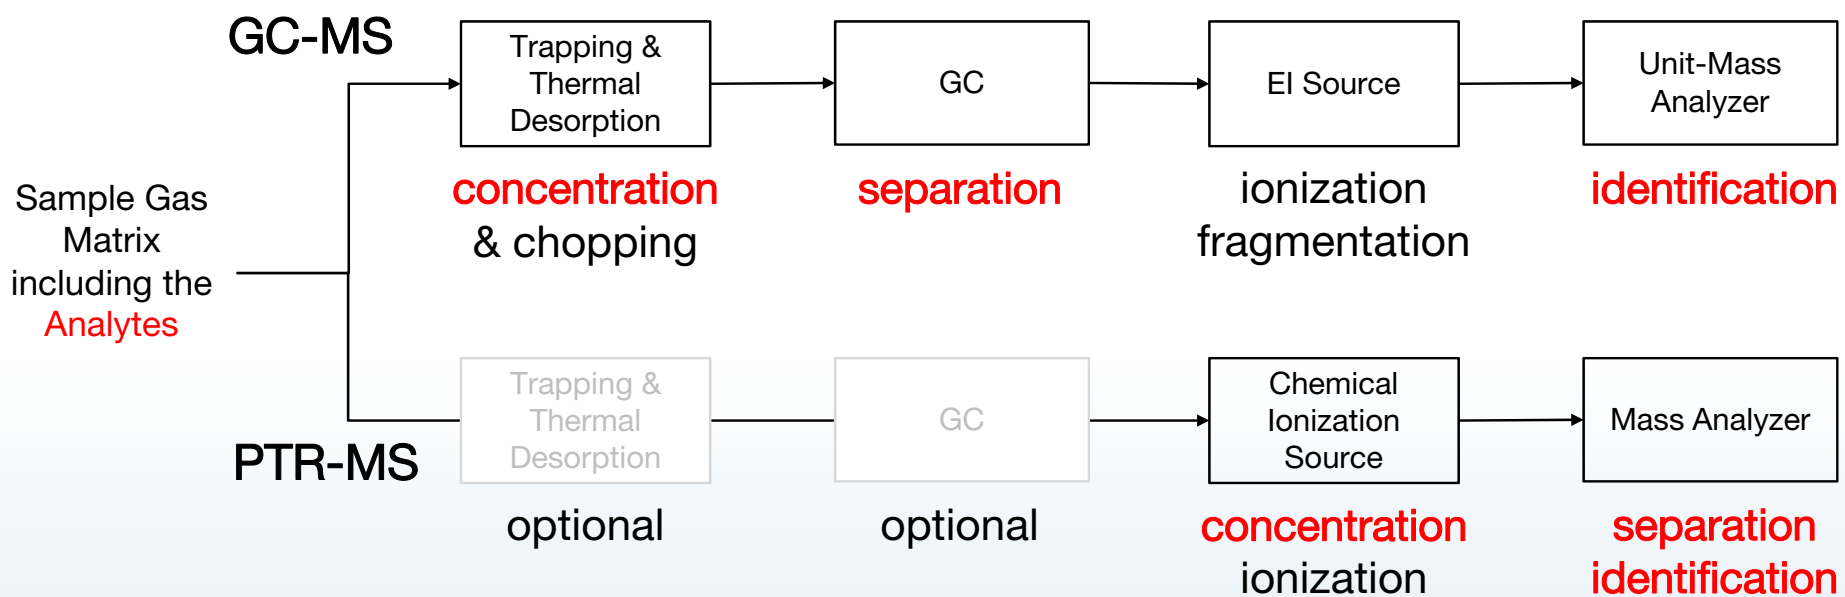 GC-MS
Trapping &
Thermal
Desorption
GC
EI Source
Unit-Mass
Analyzer
concentration
& chopping
separation
ionization
fragmentation
identification
Sample Gas
Matrix
including the
Analytes
PTR-MS
Trapping &
Thermal
Desorption
GC
Chemical
Ionization
Source
Mass Analyzer
optional
optional
concentration
ionization
separation
identification